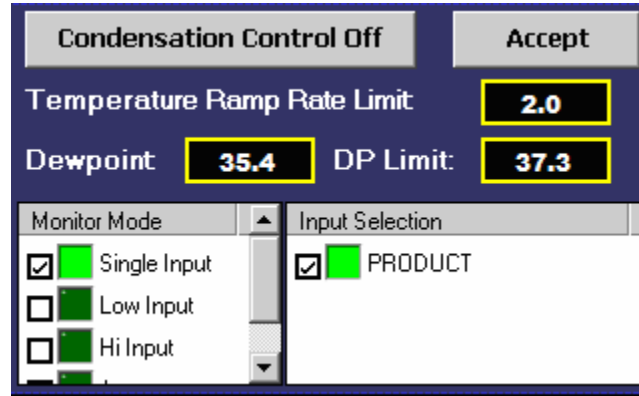 Condensation Control Off Accept
Temperature Ramp Rate Limit: 2.0
Dewpoint: 35.4 DP Limit: 37.3
Monitor Mode Input Selection
Single Input PRODUCT
Low Input
Hi Input